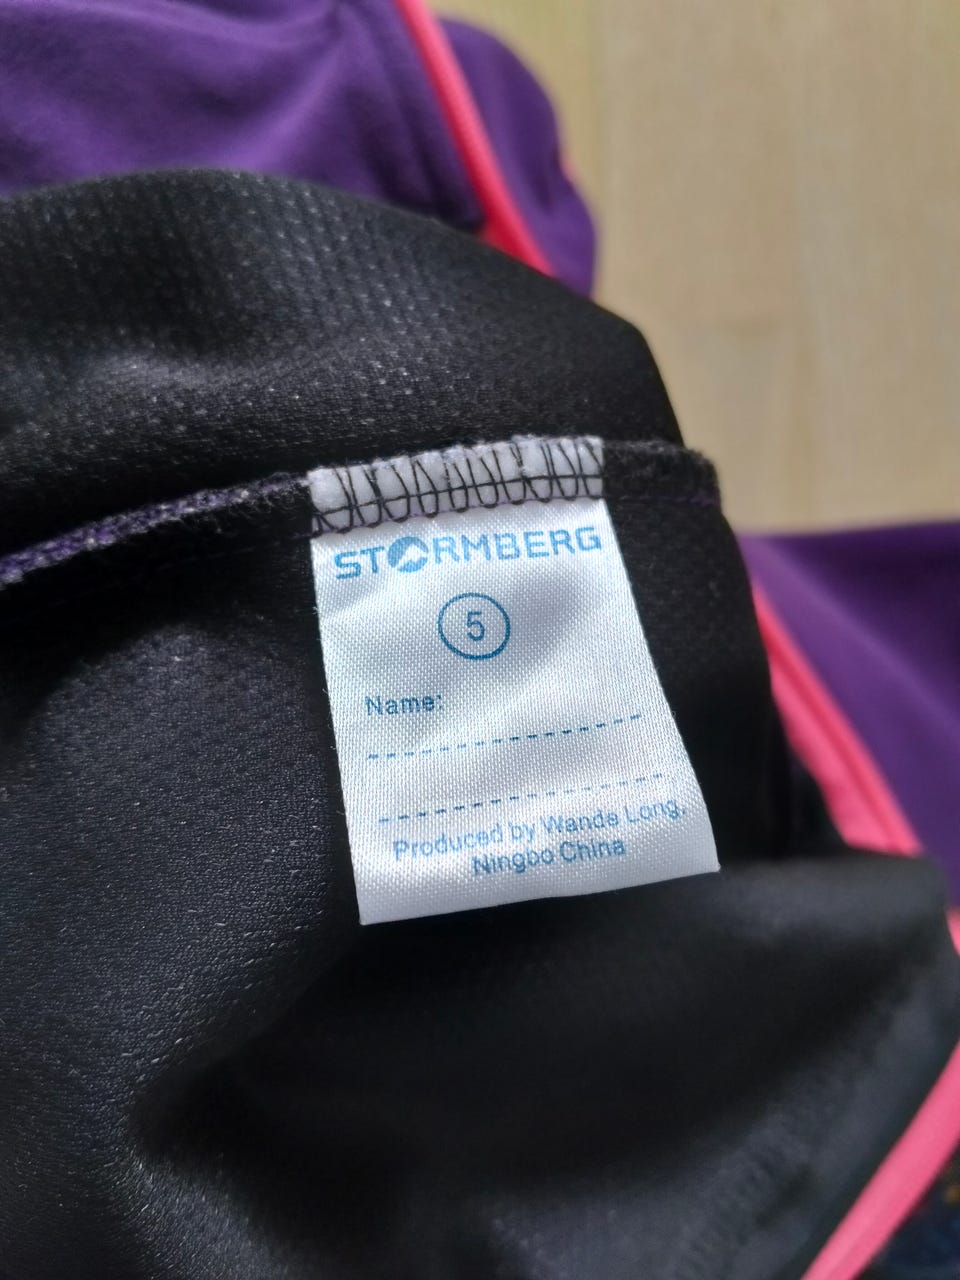 STORMBERG
5
Name:
Produced by Wande Long,
Ningbo China